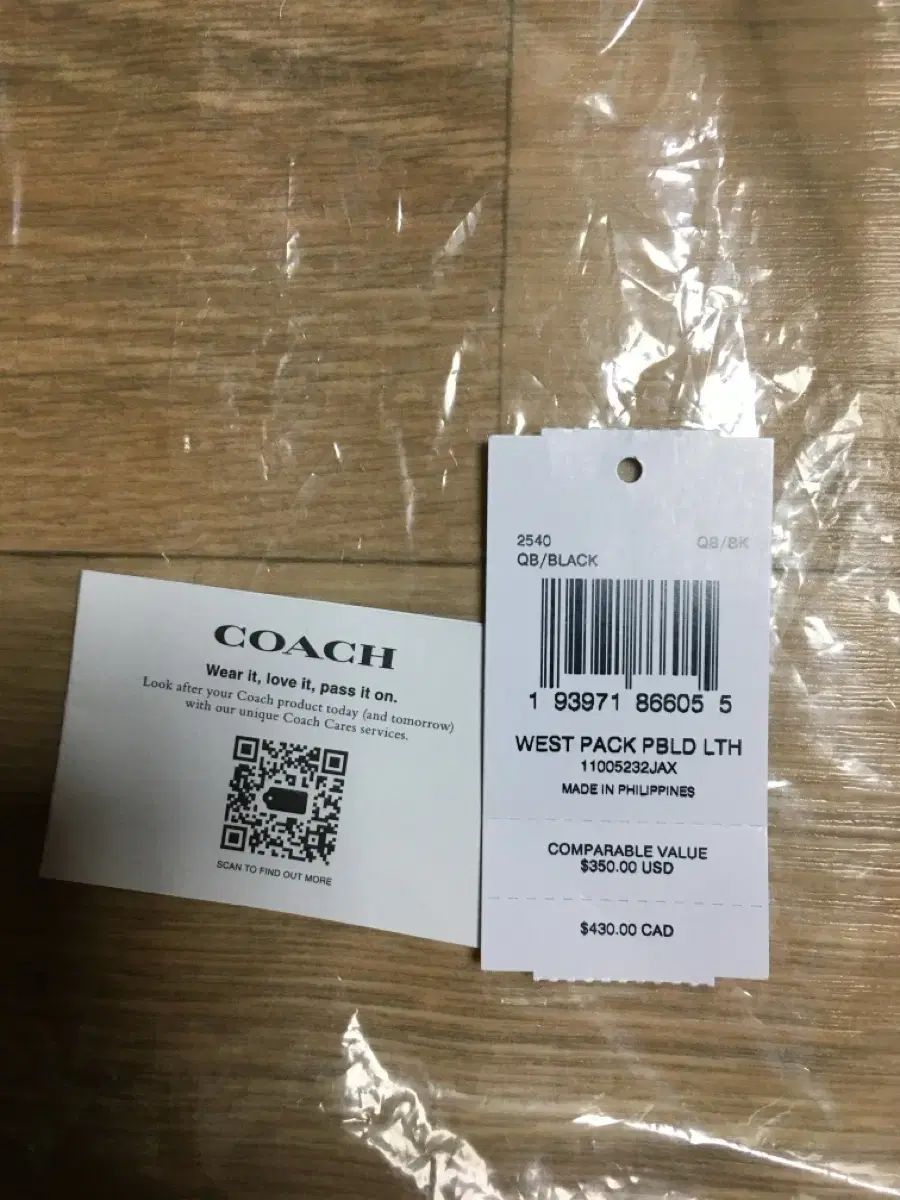 COACH
Wear it, love it, pass it on.
Look after your Coach product today (and tomorrow)
with our unique Coach Cares services.
SCAN TO FIND OUT MORE
2540 QB/BK
QB/BLACK
1 93971 86605 5
WEST PACK PBLD LTH
11005232JAX
MADE IN PHILIPPINES
COMPARABLE VALUE
$350.00 USD
$430.00 CAD